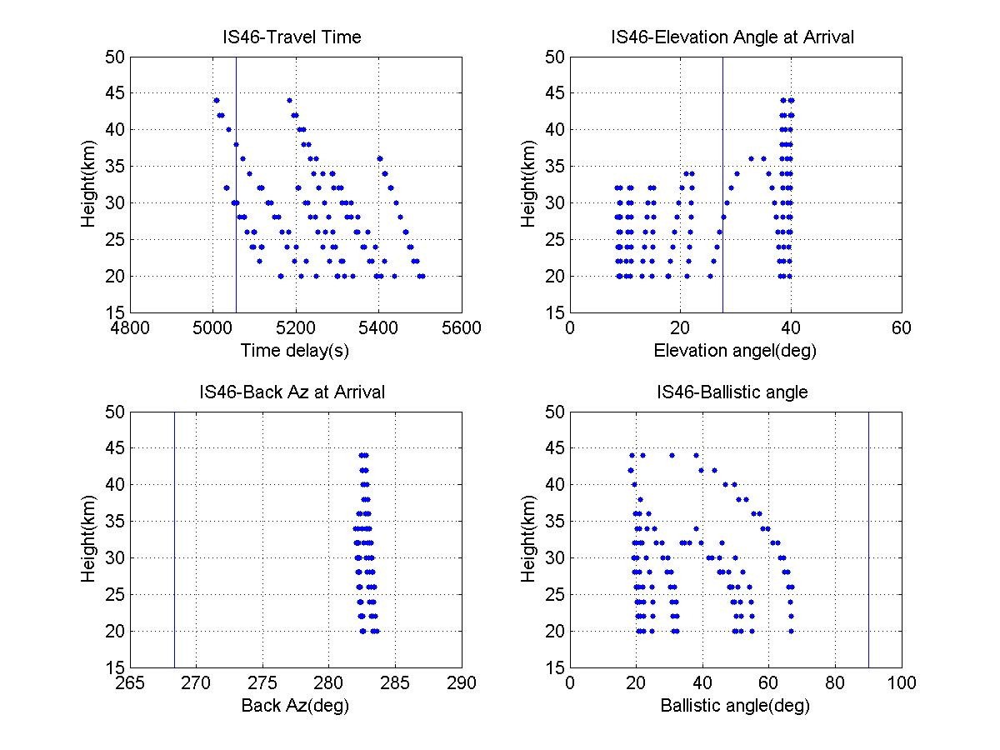 IS46-Travel Time
50
45
40
35
30
25
20
15
Height(km)
4800 5000 5200 5400 5600
Time delay(s)
IS46-Elevation Angle at Arrival
50
45
40
35
30
25
20
15
Height(km)
0 20 40 60
Elevation angel(deg)
IS46-Back Az at Arrival
50
45
40
35
30
25
20
15
Height(km)
265 270 275 280 285 290
Back Az(deg)
IS46-Ballistic angle
50
45
40
35
30
25
20
15
Height(km)
0 20 40 60 80 100
Ballistic angle(deg)